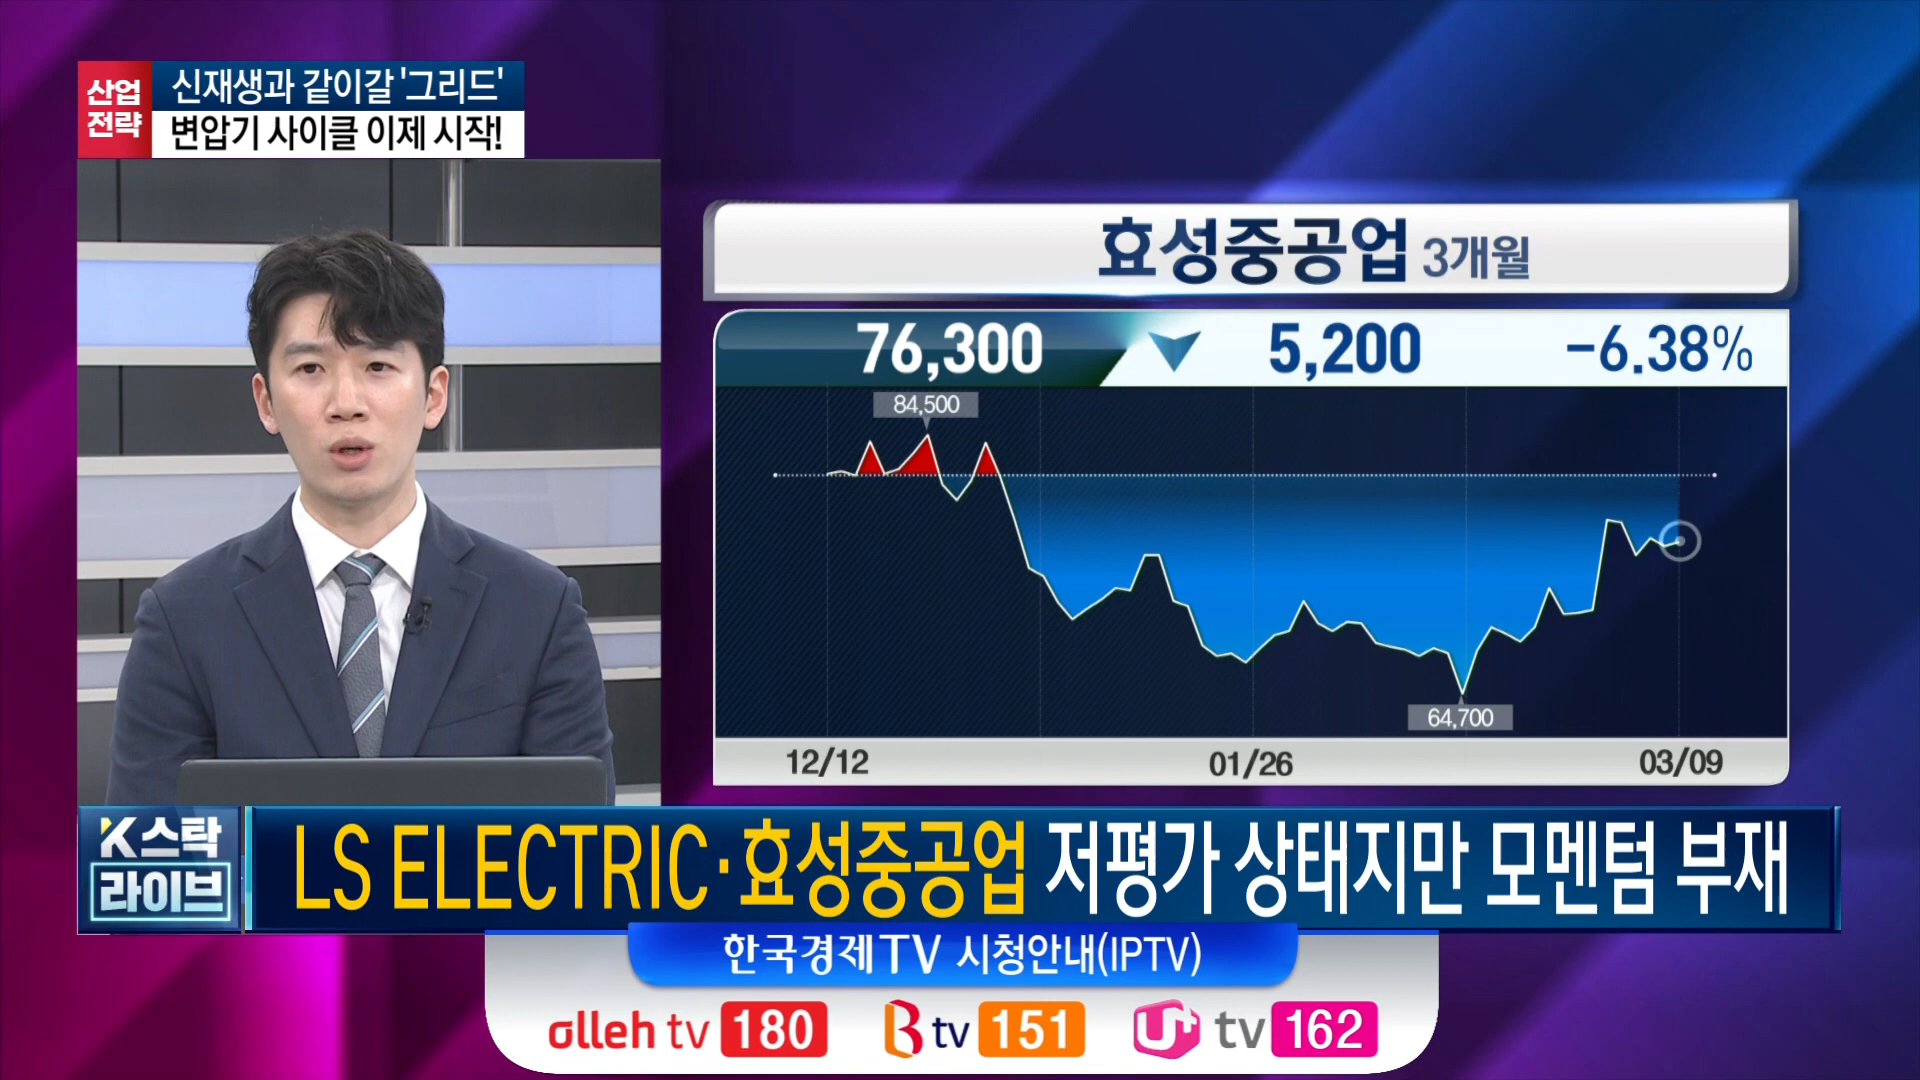 산업
전략
신재생과 같이갈 '그리드'
변압기 사이클 이제 시작!
효성중공업 3개월
76,300 5,200 -6.38%
84,500
64,700
12/12 01/26 03/09
K스탁
라이브
LS ELECTRIC·효성중공업 저평가 상태지만 모멘텀 부재
한국경제TV 시청안내(IPTV)
olleh tv 180 B tv 151 U+ tv 162